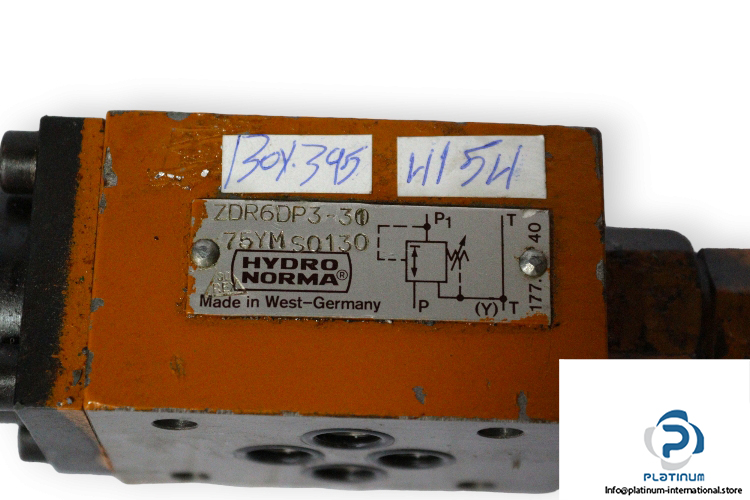 BOX.395
4154
ZDR6DP3-30
75YM SO130
HYDRO
NORMA®
Made in West-Germany
P1
T
P
(Y)
T
40
177.
PLATINUM
Info@platinum-international.store